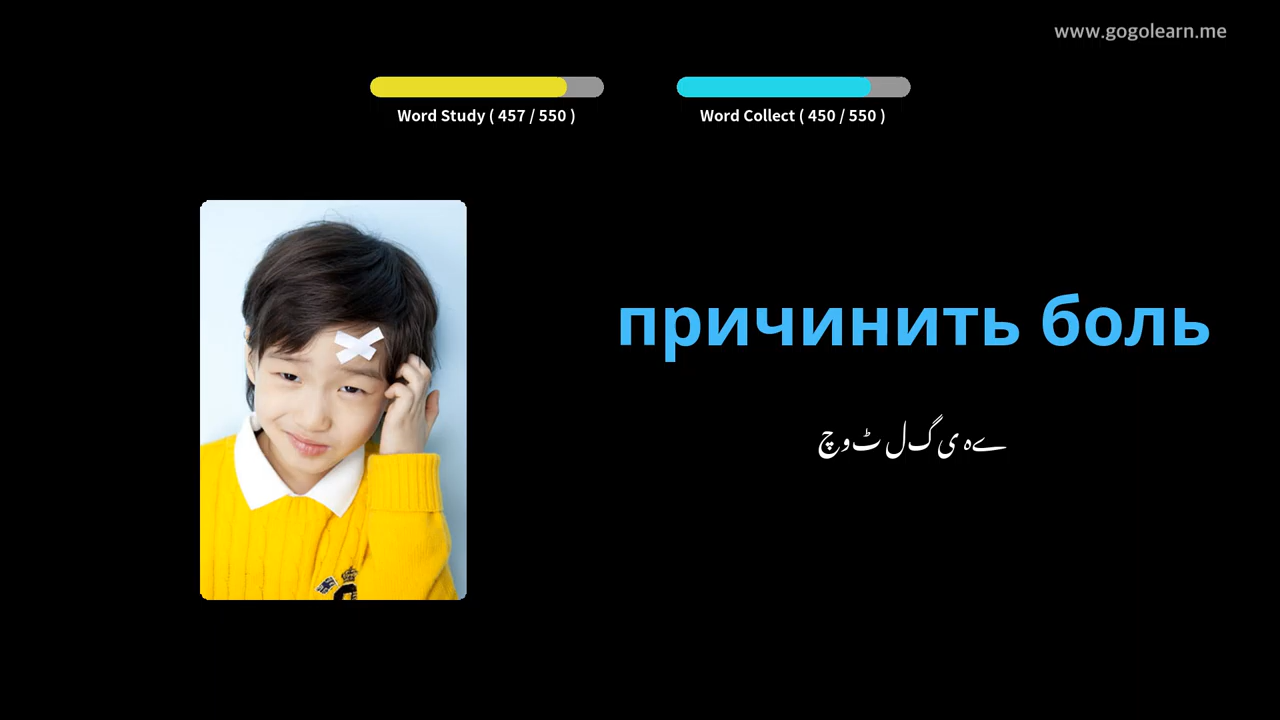 www.gogolearn.me
Word Study ( 457 / 550 )
Word Collect ( 450 / 550 )
причинить боль
چوٹ لگی ہے